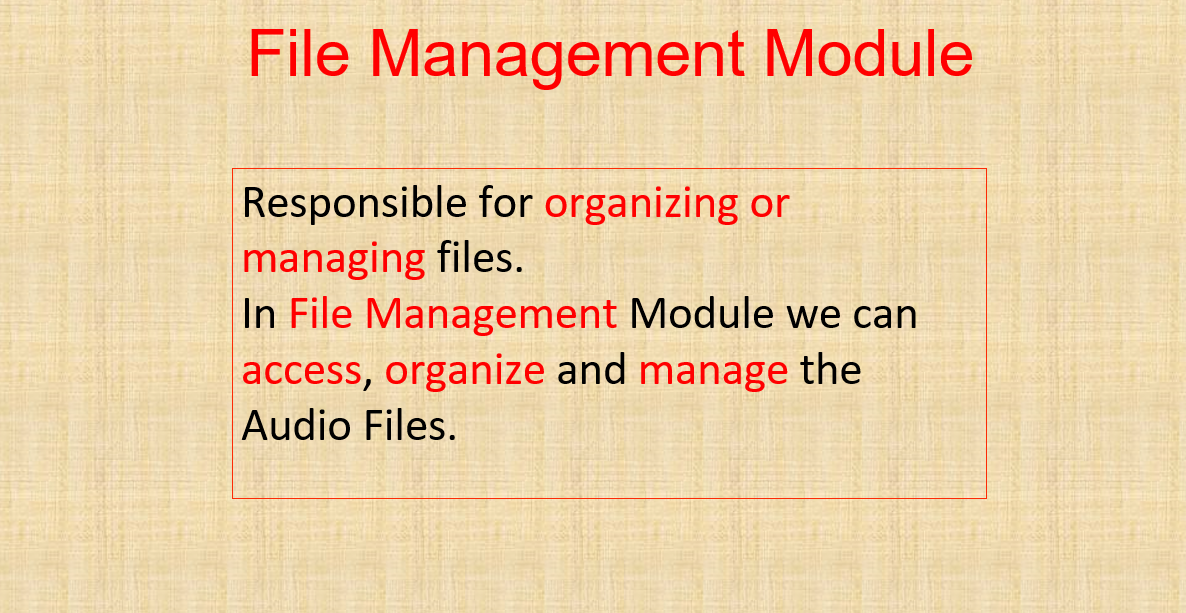 File Management Module
Responsible for organizing or
managing files.
In File Management Module we can
access, organize and manage the
Audio Files.